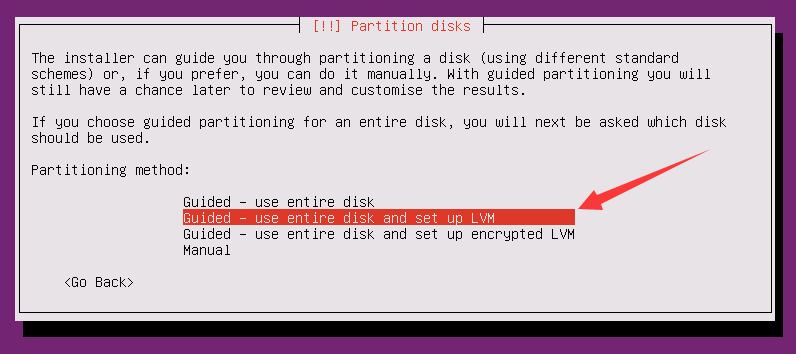 [!!] Partition disks
The installer can guide you through partitioning a disk (using different standard
schemes) or, if you prefer, you can do it manually. With guided partitioning you will
still have a chance later to review and customise the results.
If you choose guided partitioning for an entire disk, you will next be asked which disk
should be used.
Partitioning method:
Guided – use entire disk
Guided – use entire disk and set up LVM
Guided – use entire disk and set up encrypted LVM
Manual
<Go Back>